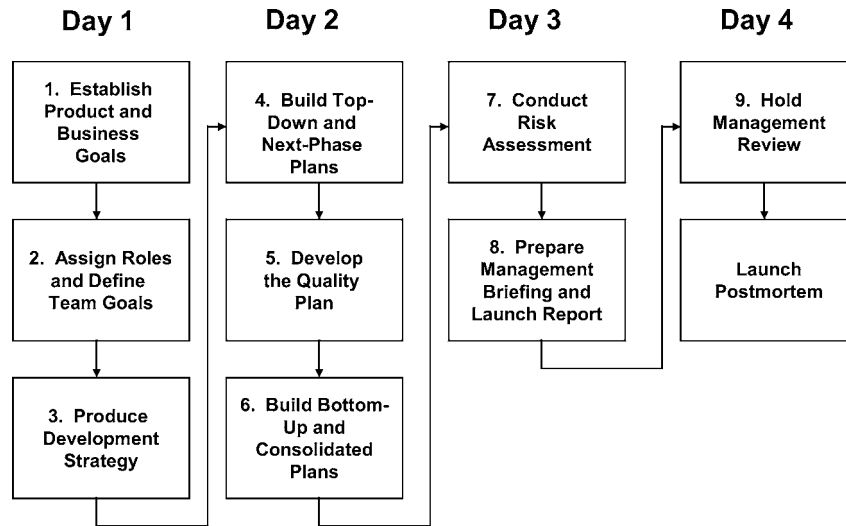 Day 1
Day 2
Day 3
Day 4
1. Establish
Product and
Business
Goals
2. Assign Roles
and Define
Team Goals
3. Produce
Development
Strategy
4. Build Top-
Down and
Next-Phase
Plans
5. Develop
the Quality
Plan
6. Build Bottom-
Up and
Consolidated
Plans
7. Conduct
Risk
Assessment
8. Prepare
Management
Briefing and
Launch Report
9. Hold
Management
Review
Launch
Postmortem